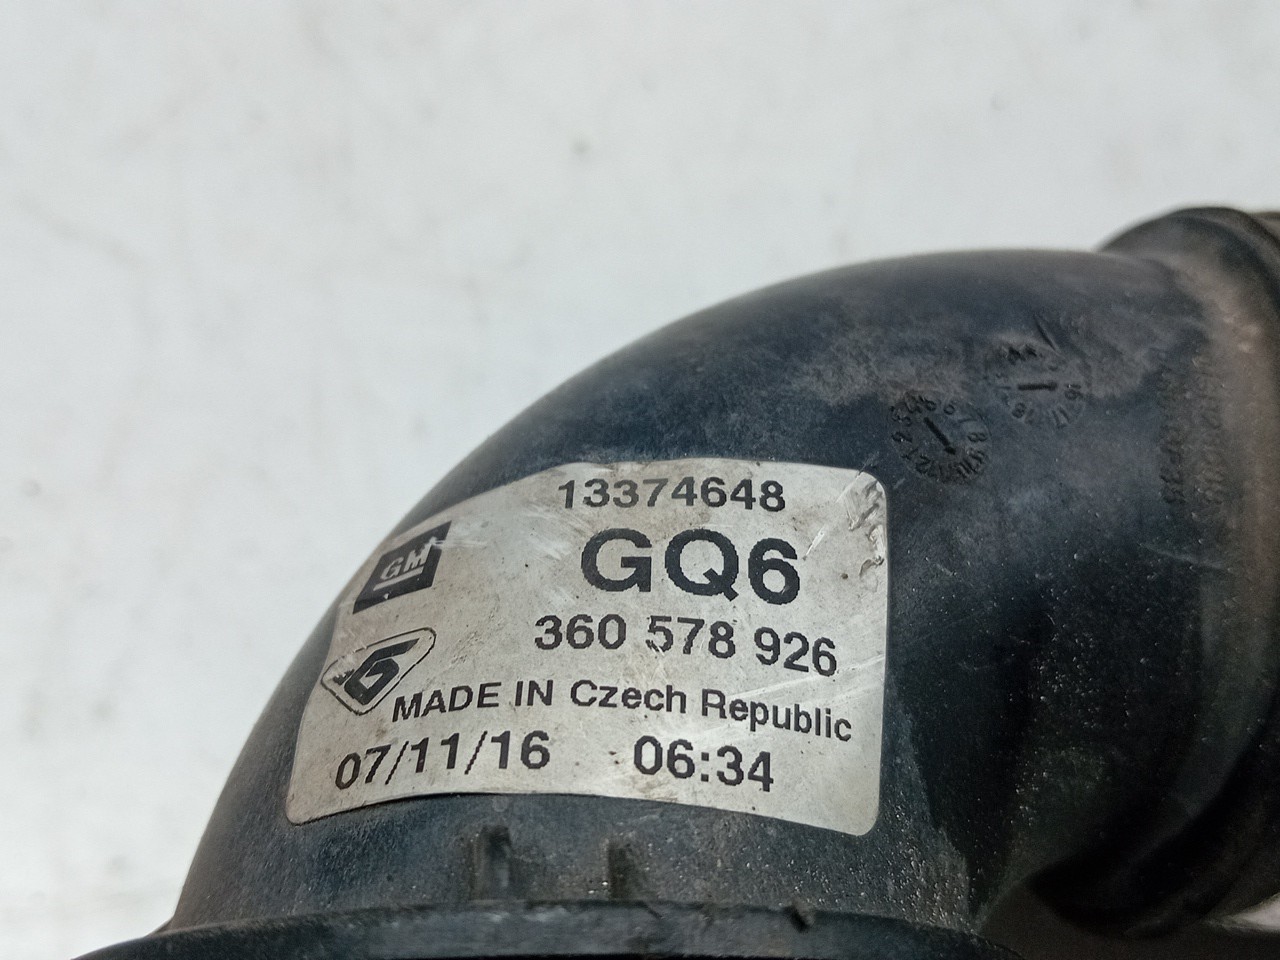 13374648
GM
GQ6
360 578 926
MADE IN Czech Republic
07/11/16 06:34